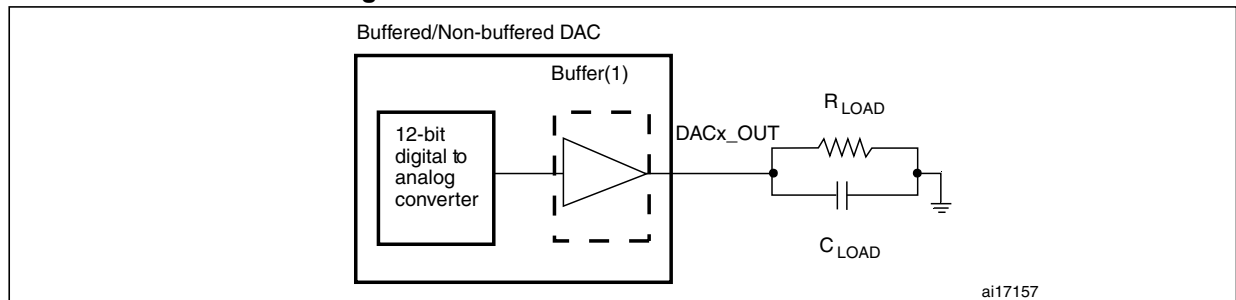 Buffered/Non-buffered DAC
Buffer(1)
12-bit
digital to
analog
converter
DACx_OUT
R LOAD
C LOAD
ai17157